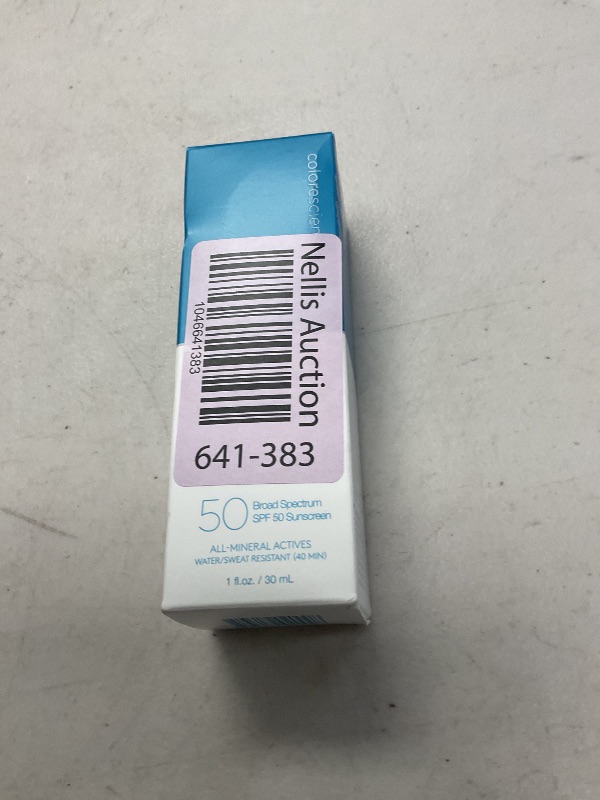 colorescien
Nellis Auction
1046641383
641-383
50
Broad Spectrum
SPF 50 Sunscreen
ALL-MINERAL ACTIVES
WATER/SWEAT RESISTANT (40 MIN)
1 fl.oz. / 30 mL